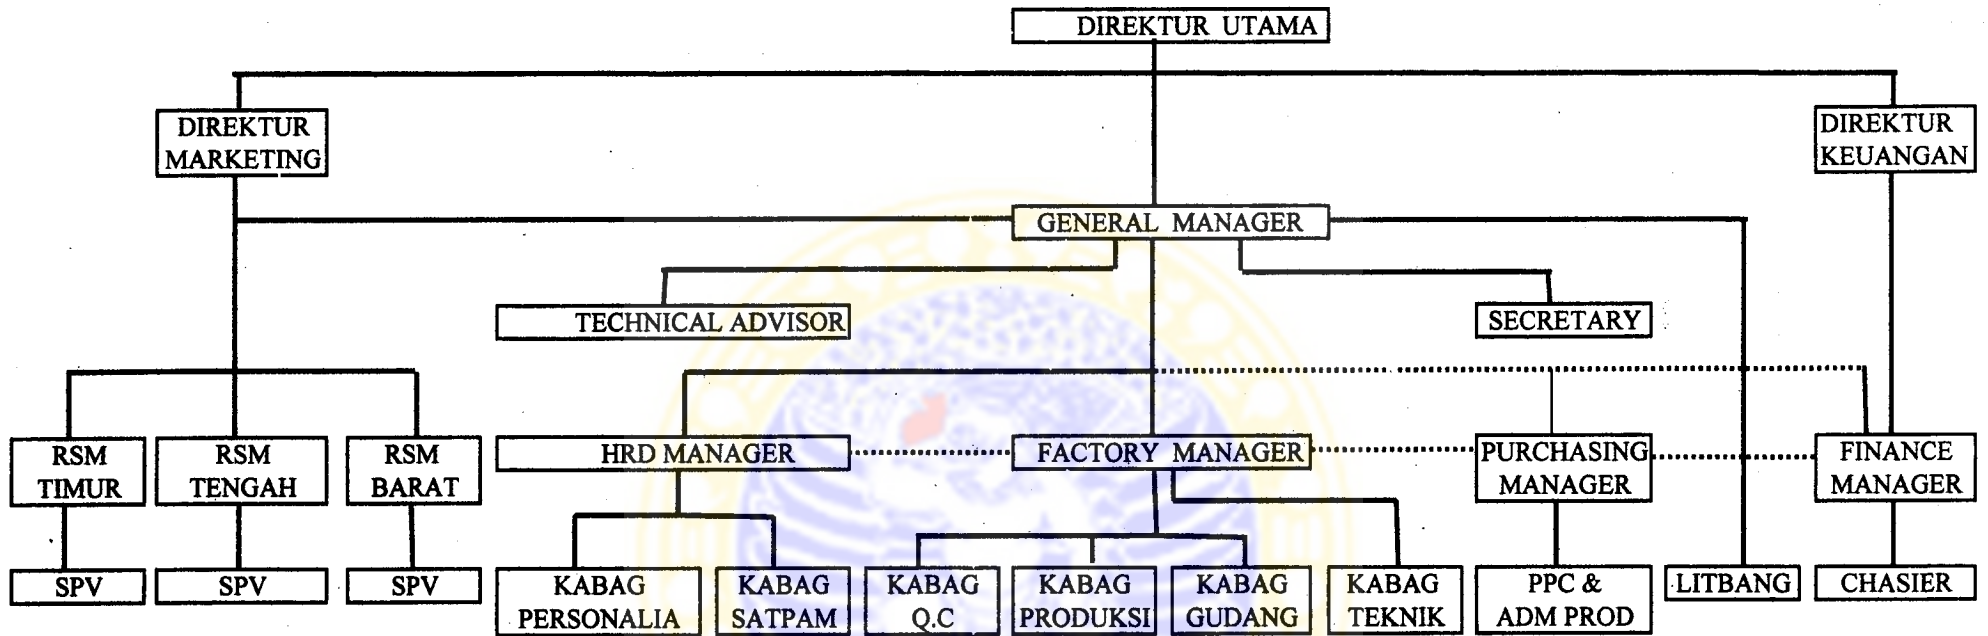 DIREKTUR UTAMA
DIREKTUR
MARKETING
DIREKTUR
KEUANGAN
GENERAL MANAGER
TECHNICAL ADVISOR
SECRETARY
RSM
TIMUR
RSM
TENGAH
RSM
BARAT
HRD MANAGER
FACTORY MANAGER
PURCHASING
MANAGER
FINANCE
MANAGER
SPV
SPV
SPV
KABAG
PERSONALIA
KABAG
SATPAM
KABAG
Q.C
KABAG
PRODUKSI
KABAG
GUDANG
KABAG
TEKNIK
PPC &
ADM PROD
LITBANG
CHASIER